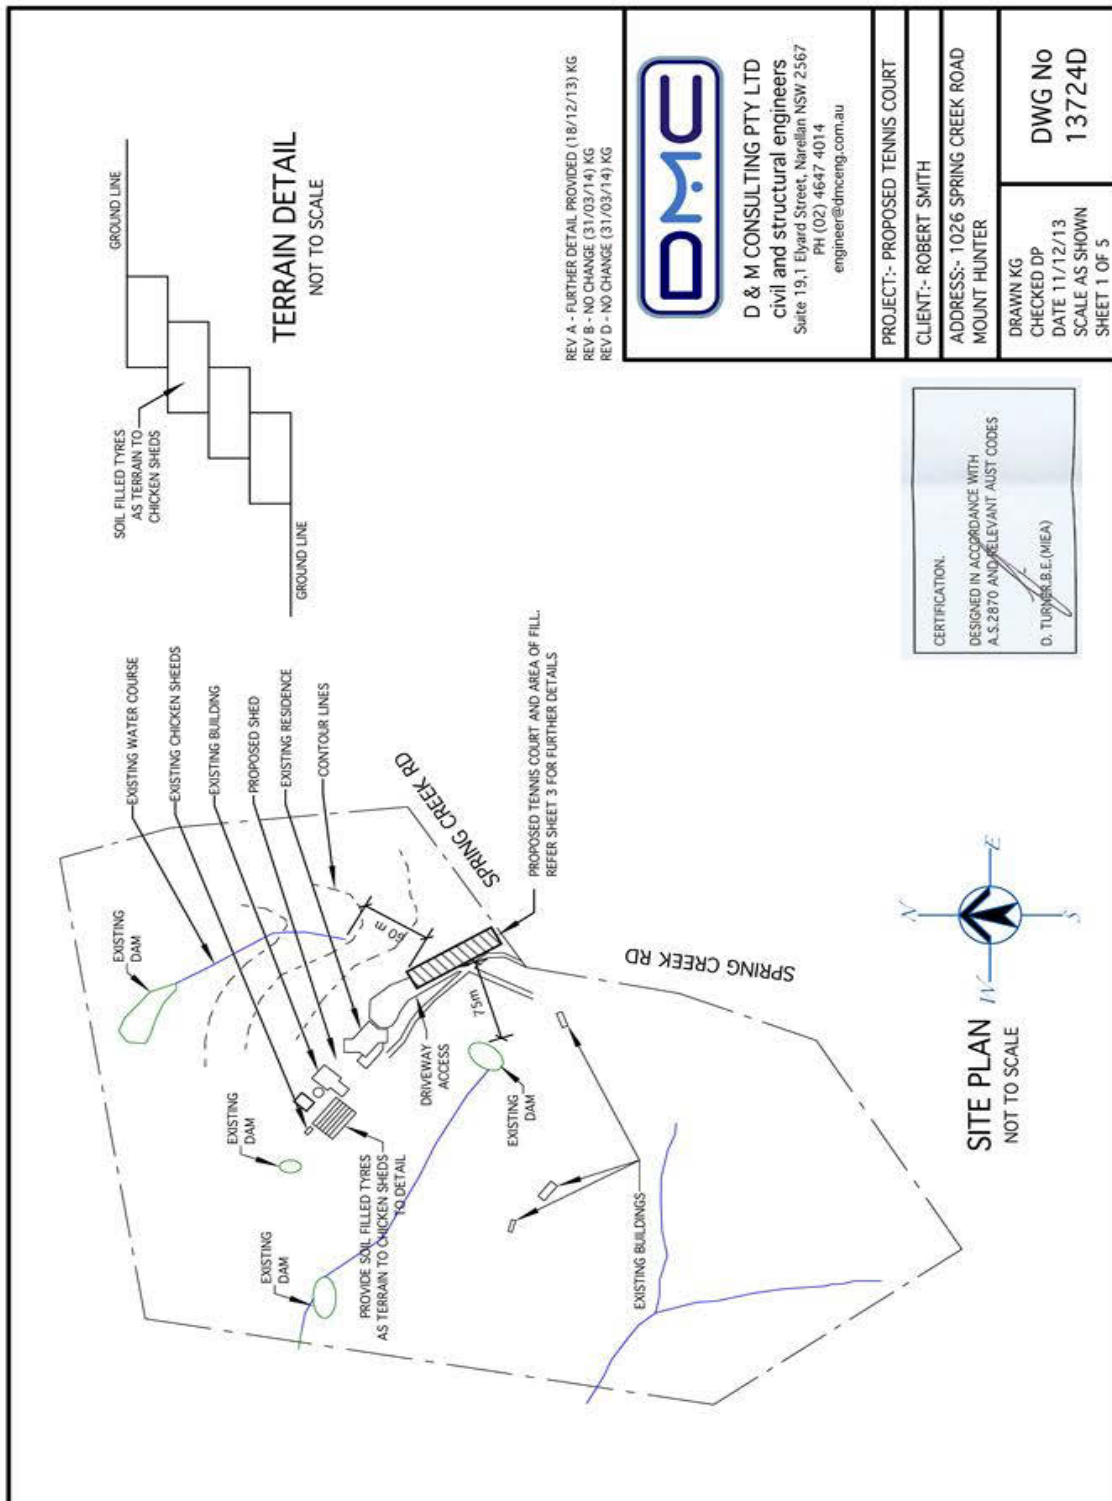 EXISTING WATER COURSE
EXISTING CHICKEN SHEEDS
EXISTING BUILDING
PROPOSED SHED
EXISTING RESIDENCE
CONTOUR LINES
SPRING CREEK RD
PROPOSED TENNIS COURT AND AREA OF FILL.
REFER SHEET 3 FOR FURTHER DETAILS
EXISTING
DAM
60 m
75m
DRIVEWAY
ACCESS
EXISTING
DAM
EXISTING
DAM
EXISTING
DAM
PROVIDE SOIL FILLED TYRES
AS TERRAIN TO CHICKEN SHEDS
TO DETAIL
EXISTING BUILDINGS
SPRING CREEK RD
SITE PLAN
NOT TO SCALE
N
E
S
W
GROUND LINE
SOIL FILLED TYRES
AS TERRAIN TO
CHICKEN SHEDS
GROUND LINE
TERRAIN DETAIL
NOT TO SCALE
REV A - FURTHER DETAIL PROVIDED (18/12/13) KG
REV B - NO CHANGE (31/03/14) KG
REV D - NO CHANGE (31/03/14) KG
DMC
D & M CONSULTING PTY LTD
civil and structural engineers
Suite 19,1 Elyard Street, Narellan NSW 2567
PH (02) 4647 4014
engineer@dmceng.com.au
PROJECT:- PROPOSED TENNIS COURT
CLIENT:- ROBERT SMITH
ADDRESS:- 1026 SPRING CREEK ROAD
MOUNT HUNTER
DRAWN KG
CHECKED DP
DATE 11/12/13
SCALE AS SHOWN
SHEET 1 OF 5
DWG No
13724D
CERTIFICATION.
DESIGNED IN ACCORDANCE WITH
A.S.2870 AND RELEVANT AUST CODES
D. TURNER.B.E.(MIEA)